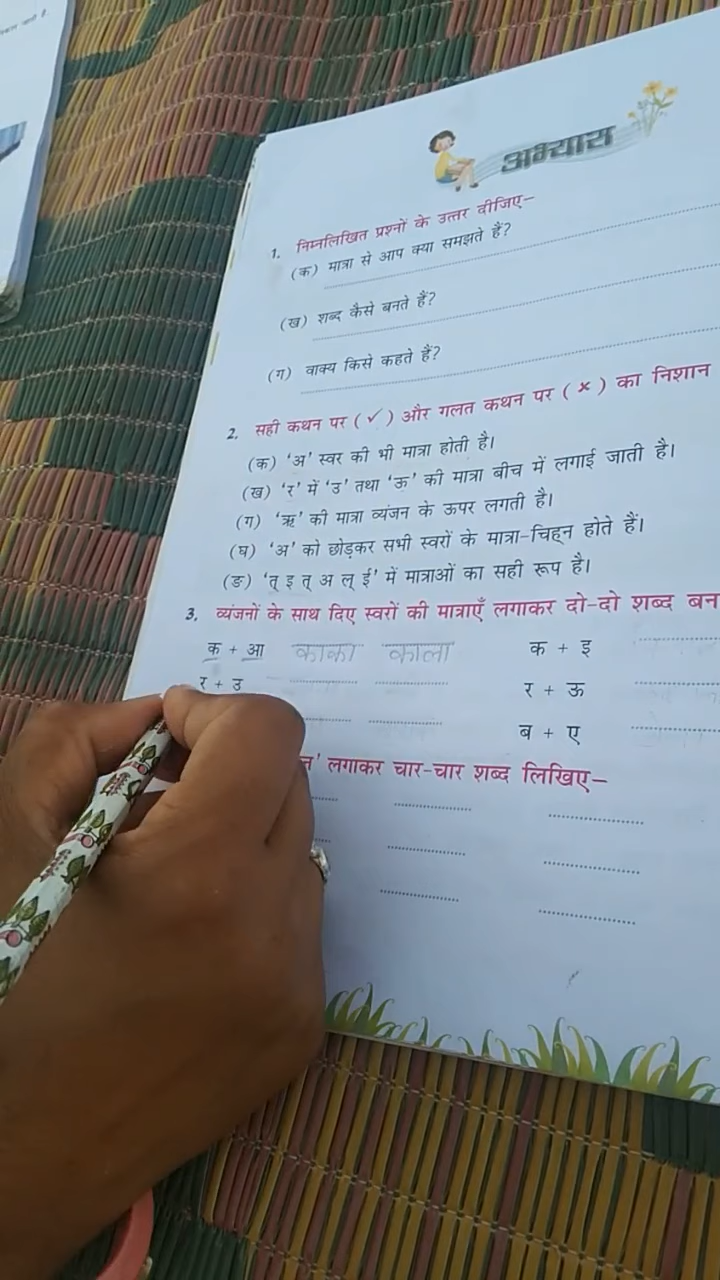 अभ्यास
1. निम्नलिखित प्रश्नों के उत्तर दीजिए–
(क) मात्रा से आप क्या समझते हैं?
(ख) शब्द कैसे बनते हैं?
(ग) वाक्य किसे कहते हैं?
2. सही कथन पर (✓) और गलत कथन पर (×) का निशान
(क) 'अ' स्वर की भी मात्रा होती है।
(ख) 'र' में 'उ' तथा 'ऊ' की मात्रा बीच में लगाई जाती है।
(ग) 'ऋ' की मात्रा व्यंजन के ऊपर लगती है।
(घ) 'अ' को छोड़कर सभी स्वरों के मात्रा-चिह्न होते हैं।
(ङ) 'त् इ त् अ ल् ई' में मात्राओं का सही रूप है।
3. व्यंजनों के साथ दिए स्वरों की मात्राएँ लगाकर दो-दो शब्द बन
क + आ काका काला क + इ
र + उ र + ऊ
ब + ए
लगाकर चार-चार शब्द लिखिए–